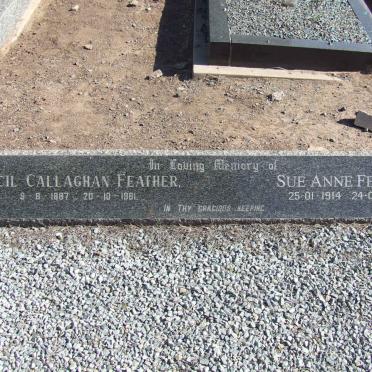 In Loving Memory of
CIL CALLAGHAN FEATHER. SUE ANNE FE
9-8-1887 20-10-1961. 25-01-1914 24-0
IN THY GRACIOUS KEEPING